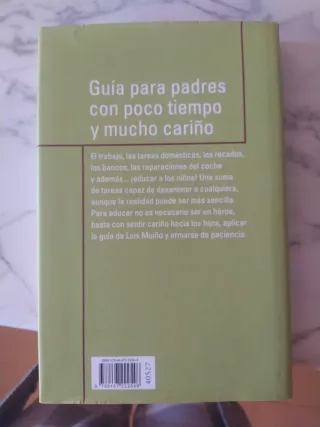 Guía para padres
con poco tiempo
y mucho cariño
El trabajo, las tareas domésticas, los recados,
los bancos, las reparaciones del coche
y además... ¡educar a los niños! Una suma
de tareas capaz de desanimar a cualquiera,
aunque la realidad puede ser más sencilla.
Para educar no es necesario ser un héroe,
basta con sentir cariño hacia los hijos, aplicar
la guía de Luis Muiño y armarse de paciencia.
40527